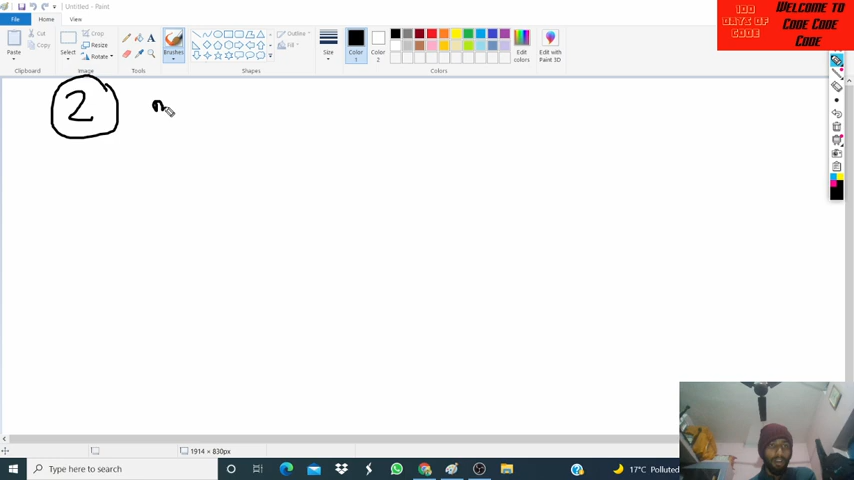 Untitled - Paint
File Home View
Paste
Cut
Copy
Clipboard
Select
Crop
Resize
Rotate
Image
Tools
Brushes
Outline
Fill
Shapes
Size
Color 1
Color 2
Edit colors
Edit with Paint 3D
Colors
100 DAYS OF CODE
WELCOME TO CODE CODE CODE
2 n
1914 × 830px
Type here to search
17°C Polluted